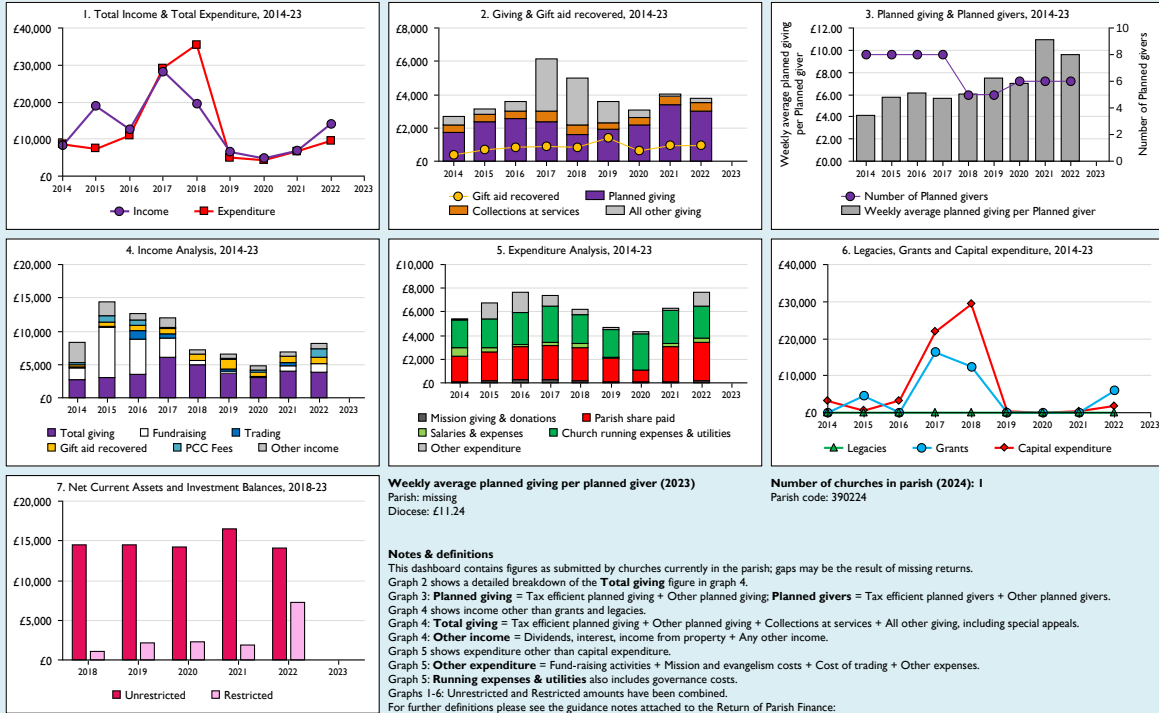 1. Total Income & Total Expenditure, 2014-23
£40,000
£30,000
£20,000
£10,000
£0
2014 2015 2016 2017 2018 2019 2020 2021 2022 2023
Income Expenditure
2. Giving & Gift aid recovered, 2014-23
£8,000
£6,000
£4,000
£2,000
£0
2014 2015 2016 2017 2018 2019 2020 2021 2022 2023
Gift aid recovered Planned giving
Collections at services All other giving
3. Planned giving & Planned givers, 2014-23
Weekly average planned giving
per Planned giver
£12.00
£10.00
£8.00
£6.00
£4.00
£2.00
£0.00
10
8
6
4
2
0
Number of Planned givers
2014 2015 2016 2017 2018 2019 2020 2021 2022 2023
Number of Planned givers
Weekly average planned giving per Planned giver
4. Income Analysis, 2014-23
£20,000
£15,000
£10,000
£5,000
£0
2014 2015 2016 2017 2018 2019 2020 2021 2022 2023
Total giving Fundraising Trading
Gift aid recovered PCC Fees Other income
5. Expenditure Analysis, 2014-23
£10,000
£8,000
£6,000
£4,000
£2,000
£0
2014 2015 2016 2017 2018 2019 2020 2021 2022 2023
Mission giving & donations Parish share paid
Salaries & expenses Church running expenses & utilities
Other expenditure
6. Legacies, Grants and Capital expenditure, 2014-23
£40,000
£30,000
£20,000
£10,000
£0
2014 2015 2016 2017 2018 2019 2020 2021 2022 2023
Legacies Grants Capital expenditure
7. Net Current Assets and Investment Balances, 2018-23
£20,000
£15,000
£10,000
£5,000
£0
2018 2019 2020 2021 2022 2023
Unrestricted Restricted
Weekly average planned giving per planned giver (2023)
Parish: missing
Diocese: £11.24
Number of churches in parish (2024): 1
Parish code: 390224
Notes & definitions
This dashboard contains figures as submitted by churches currently in the parish; gaps may be the result of missing returns.
Graph 2 shows a detailed breakdown of the Total giving figure in graph 4.
Graph 3: Planned giving = Tax efficient planned giving + Other planned giving; Planned givers = Tax efficient planned givers + Other planned givers.
Graph 4 shows income other than grants and legacies.
Graph 4: Total giving = Tax efficient planned giving + Other planned giving + Collections at services + All other giving, including special appeals.
Graph 4: Other income = Dividends, interest, income from property + Any other income.
Graph 5 shows expenditure other than capital expenditure.
Graph 5: Other expenditure = Fund-raising activities + Mission and evangelism costs + Cost of trading + Other expenses.
Graph 5: Running expenses & utilities also includes governance costs.
Graphs 1-6: Unrestricted and Restricted amounts have been combined.
For further definitions please see the guidance notes attached to the Return of Parish Finance: